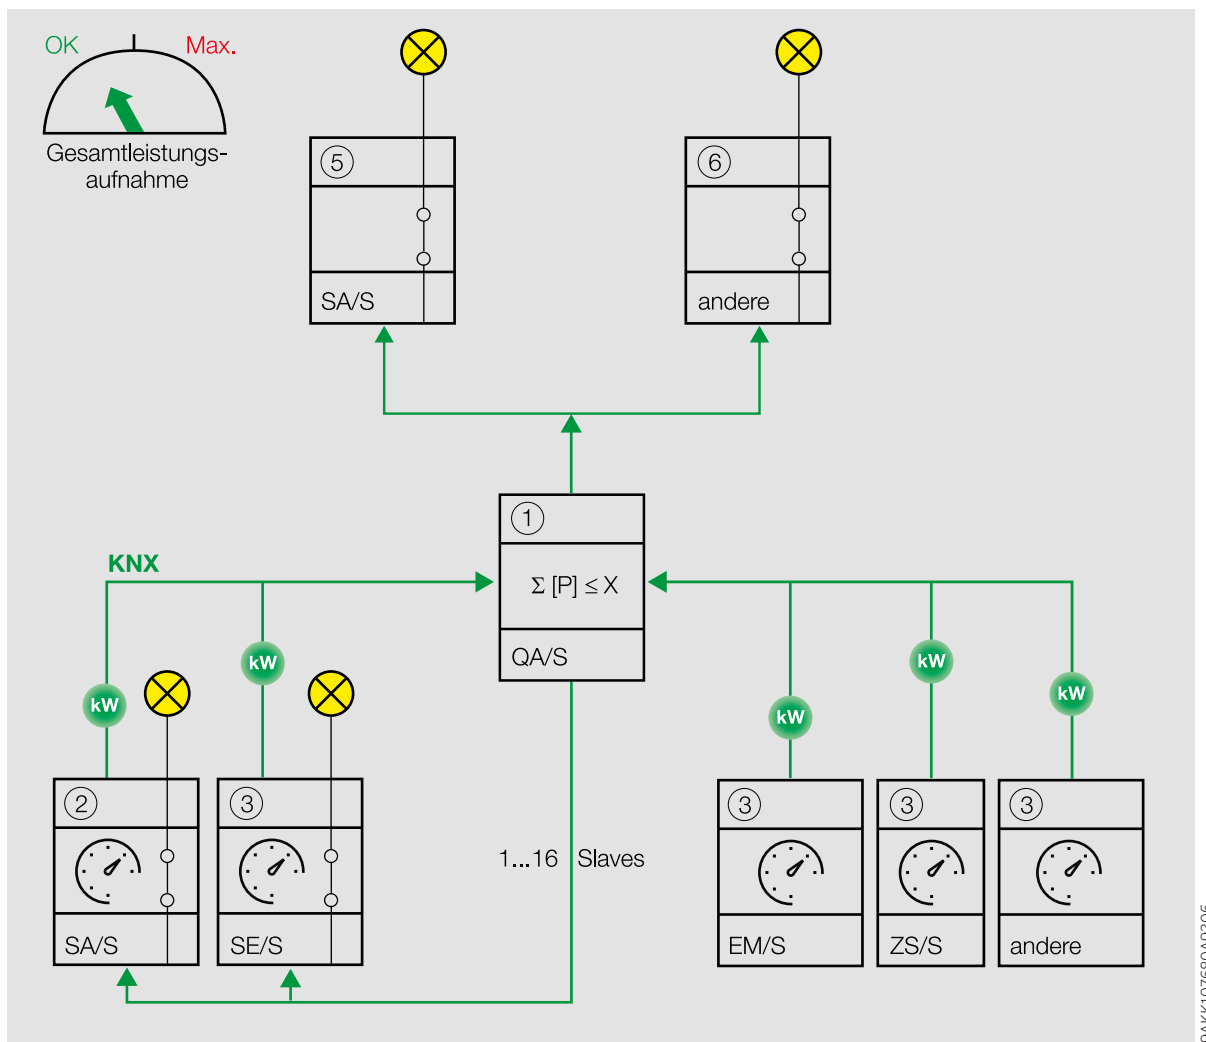 OK
Max.
Gesamtleistungs-
aufnahme
5
SA/S
6
andere
1
Σ [P] ≤ X
QA/S
KNX
kW
kW
kW
kW
kW
2
SA/S
3
SE/S
1...16 Slaves
3
EM/S
3
ZS/S
3
andere